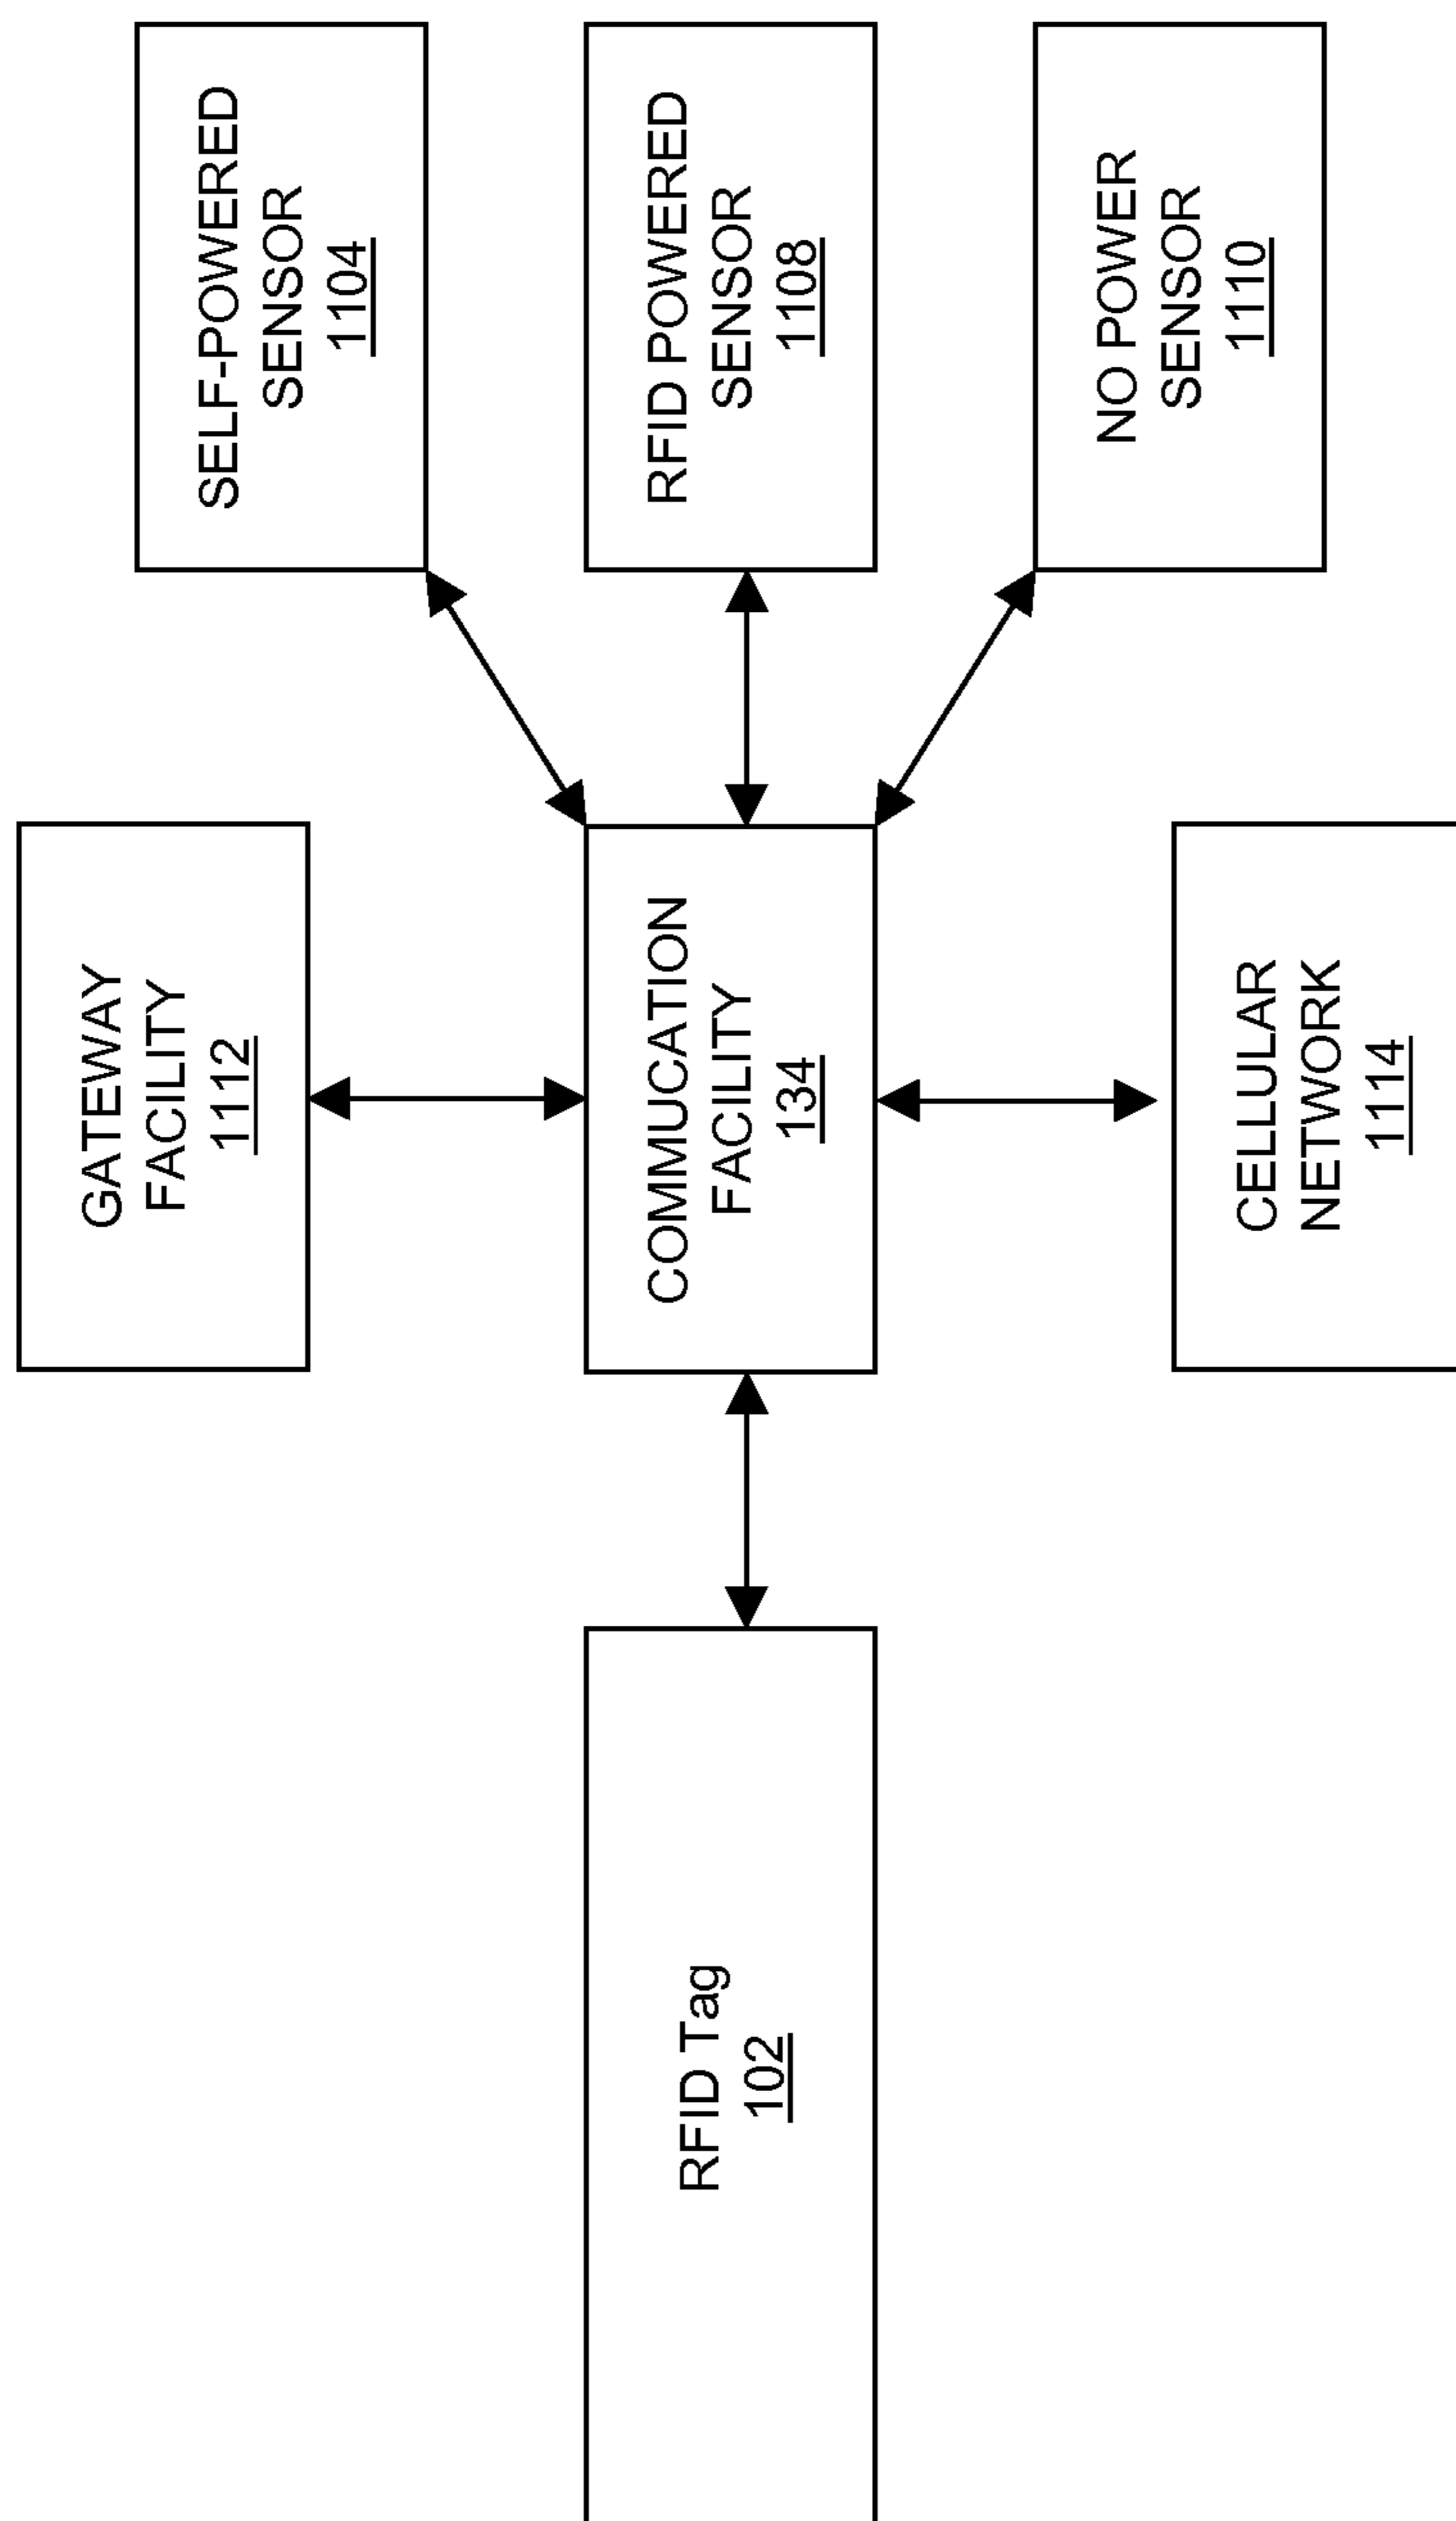 GATEWAY
FACILITY
1112
RFID Tag
102
COMMUCATION
FACILITY
134
SELF-POWERED
SENSOR
1104
RFID POWERED
SENSOR
1108
NO POWER
SENSOR
1110
CELLULAR
NETWORK
1114